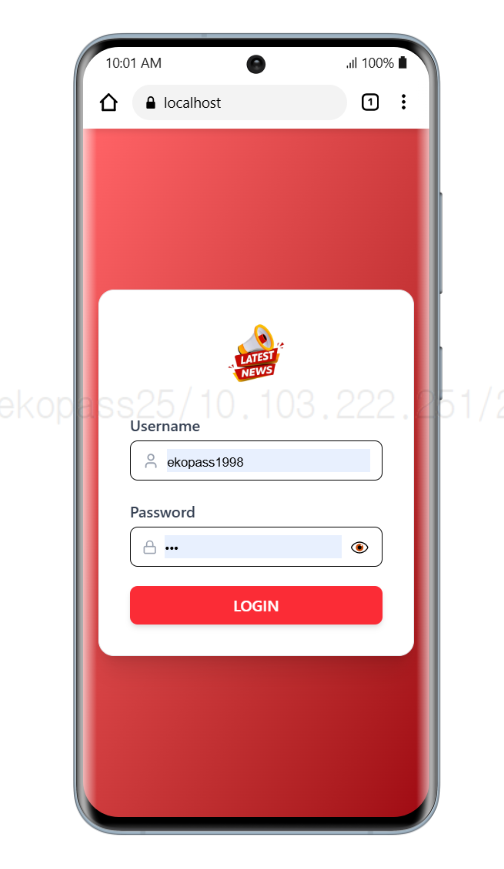 10:01 AM
100%
localhost
1
LATEST
NEWS
ekopass25/10.103.222.251/2
Username
ekopass1998
Password
•••
LOGIN